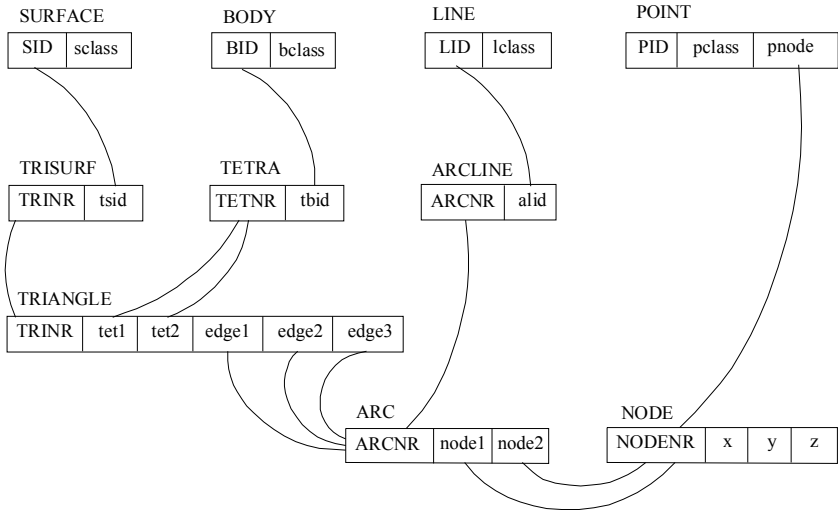 SURFACE BODY LINE POINT
SID sclass BID bclass LID lclass PID pclass pnode
TRISURF TETRA ARCLINE
TRINR tsid TETNR tbid ARCNR alid
TRIANGLE
TRINR tet1 tet2 edge1 edge2 edge3
ARC NODE
ARCNR node1 node2 NODENR x y z